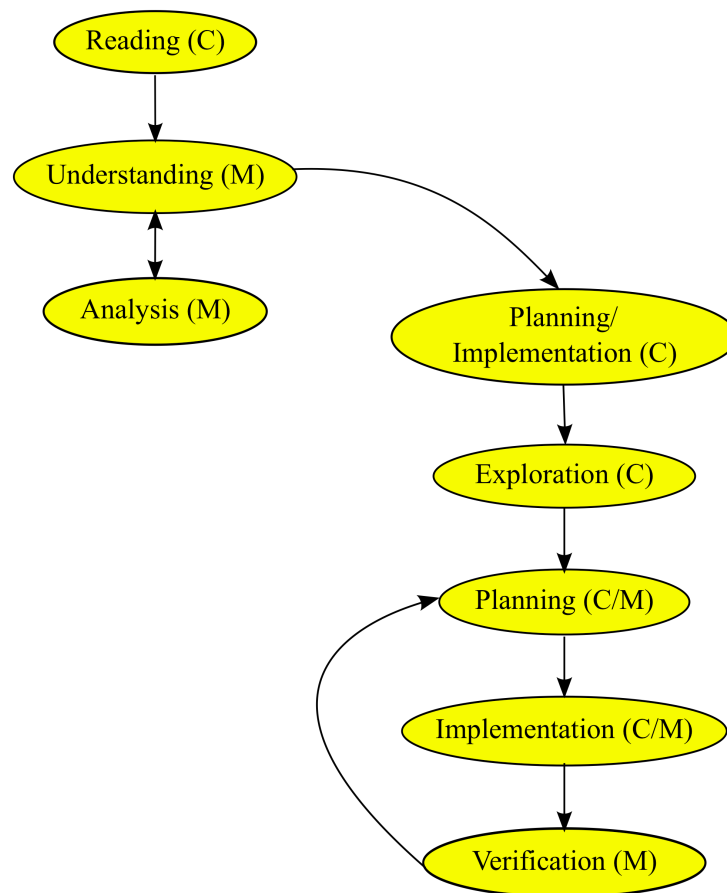 Reading (C)
Understanding (M)
Analysis (M)
Planning/
Implementation (C)
Exploration (C)
Planning (C/M)
Implementation (C/M)
Verification (M)